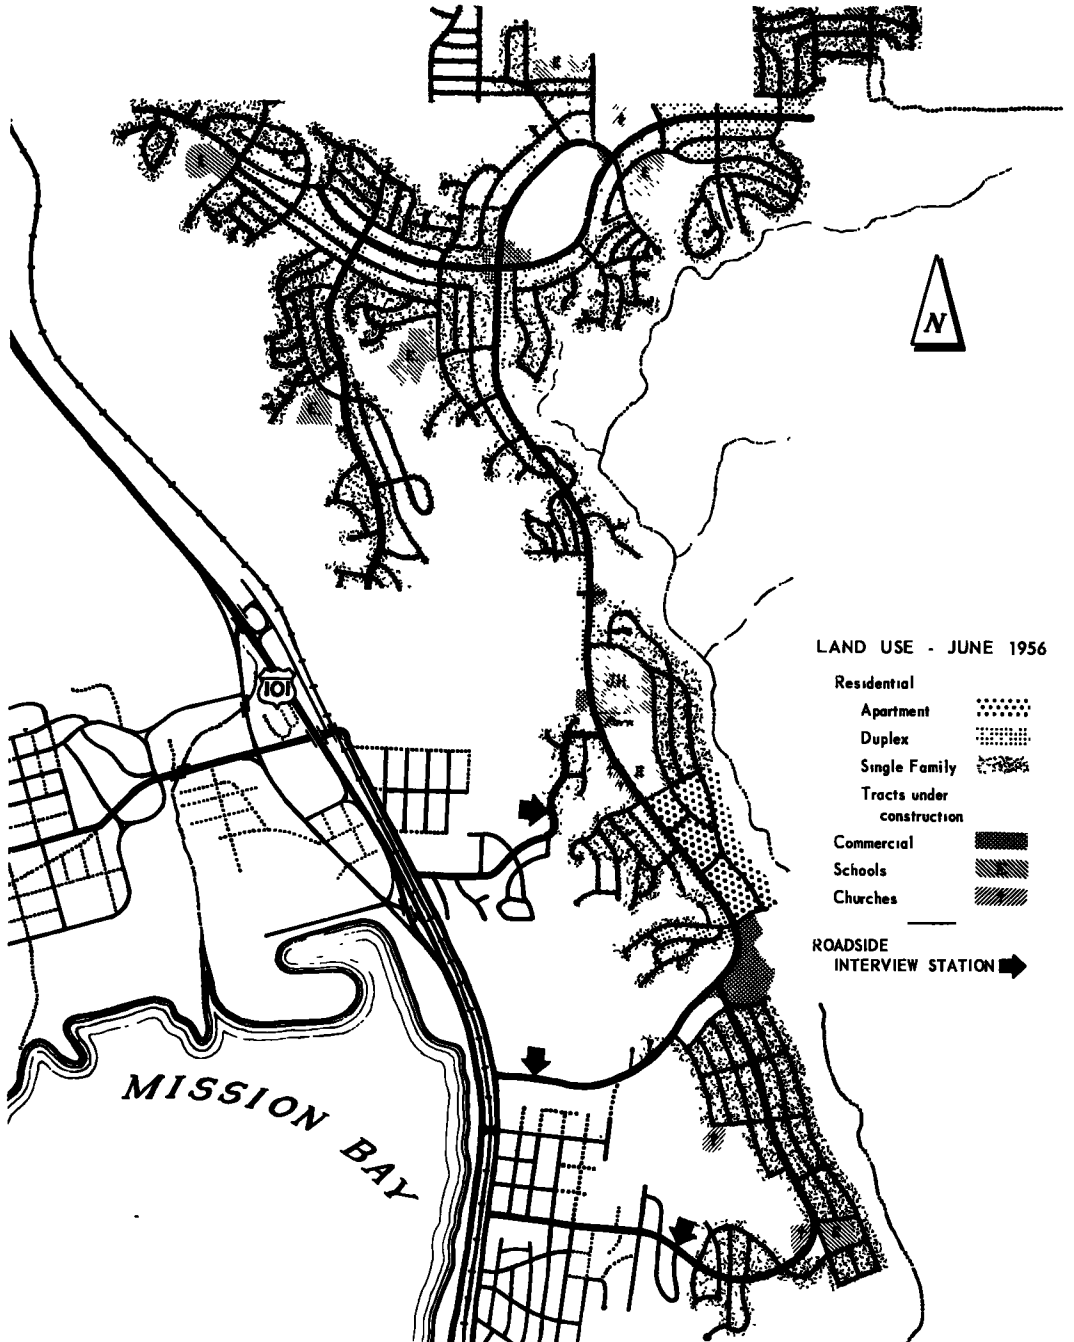 E
E
N
E
E
101
JH
E
LAND USE - JUNE 1956
Residential
Apartment
Duplex
Single Family
Tracts under
construction
Commercial
Schools
E
Churches
ROADSIDE
INTERVIEW STATION
MISSION BAY